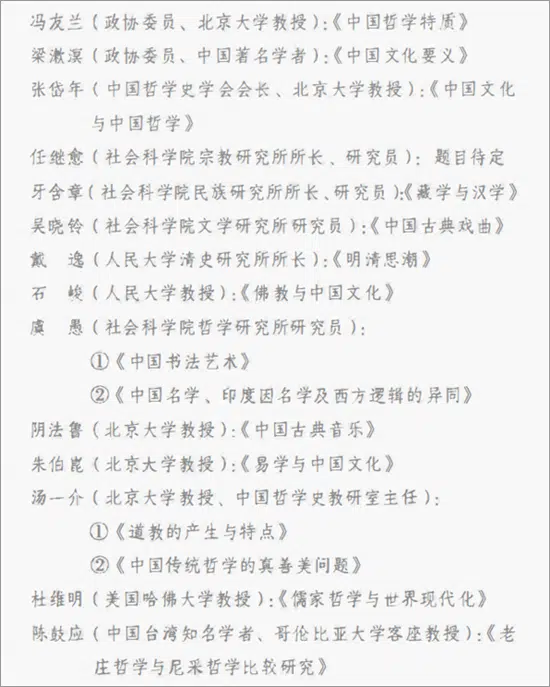 冯友兰(政协委员、北京大学教授):《中国哲学特质》
梁漱溟(政协委员、中国著名学者):《中国文化要义》
张岱年(中国哲学史学会会长、北京大学教授):《中国文化
与中国哲学》
任继愈(社会科学院宗教研究所所长、研究员):题目待定
牙含章(社会科学院民族研究所所长、研究员):《藏学与汉学》
吴晓铃(社会科学院文学研究所研究员):《中国古典戏曲》
戴 逸(人民大学清史研究所所长):《明清思潮》
石 峻(人民大学教授):《佛教与中国文化》
虞 愚(社会科学院哲学研究所研究员):
①《中国书法艺术》
②《中国名学、印度因名学及西方逻辑的异同》
阴法鲁(北京大学教授):《中国古典音乐》
朱伯崑(北京大学教授):《易学与中国文化》
汤一介(北京大学教授、中国哲学史教研室主任):
①《道教的产生与特点》
②《中国传统哲学的真善美问题》
杜维明(美国哈佛大学教授):《儒家哲学与世界现代化》
陈鼓应(中国台湾知名学者、哥伦比亚大学客座教授):《老
庄哲学与尼采哲学比较研究》